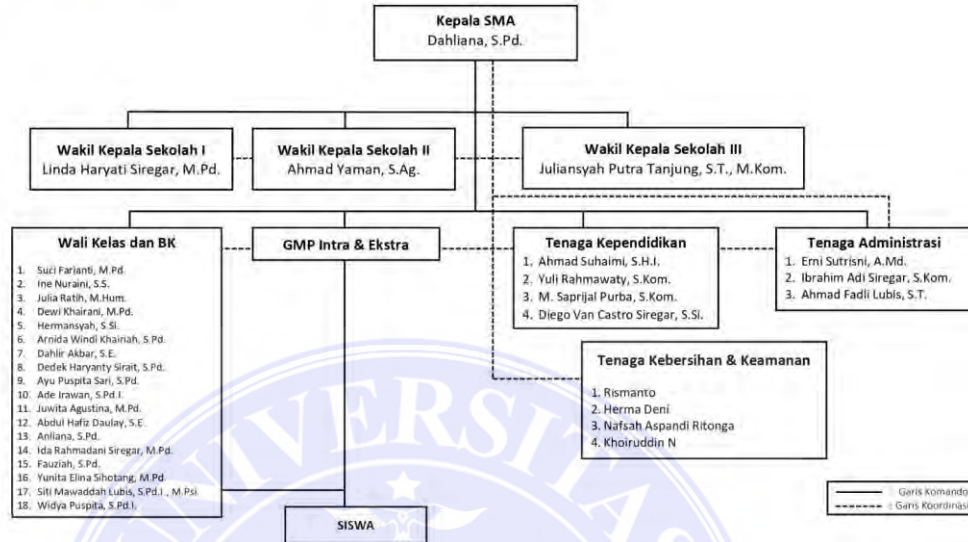 Kepala SMA
Dahliana, S.Pd.
Wakil Kepala Sekolah I
Linda Haryati Siregar, M.Pd.
Wakil Kepala Sekolah II
Ahmad Yaman, S.Ag.
Wakil Kepala Sekolah III
Juliansyah Putra Tanjung, S.T., M.Kom.
Wali Kelas dan BK
1. Suci Farianti, M.Pd.
2. Ine Nuraini, S.S.
3. Julia Ratih, M.Hum.
4. Dewi Khairani, M.Pd.
5. Hermansyah, S.Si.
6. Arnida Windi Khairiah, S.Pd.
7. Dahlir Akbar, S.E.
8. Dedek Haryanty Sirait, S.Pd.
9. Ayu Puspita Sari, S.Pd.
10. Ade Irawan, S.Pd.I.
11. Juwita Agustina, M.Pd.
12. Abdul Hafiz Daulay, S.E.
13. Anliana, S.Pd.
14. Ida Rahmadani Siregar, M.Pd.
15. Fauziah, S.Pd.
16. Yunita Elina Sihotang, M.Pd.
17. Siti Mawaddah Lubis, S.Pd.I., M.Psi
18. Widya Puspita, S.Pd.I.
GMP Intra & Ekstra
Tenaga Kependidikan
1. Ahmad Suhaimi, S.H.I.
2. Yuli Rahmawaty, S.Kom.
3. M. Saprijal Purba, S.Kom.
4. Diego Van Castro Siregar, S.Si.
Tenaga Administrasi
1. Erni Sutrisni, A.Md.
2. Ibrahim Adi Siregar, S.Kom.
3. Ahmad Fadli Lubis, S.T.
Tenaga Kebersihan & Keamanan
1. Rismanto
2. Herma Deni
3. Nafsah Aspandi Ritonga
4. Khoiruddin N
SISWA
: Garis Komando
: Garis Koordinasi
UNIVERSITAS